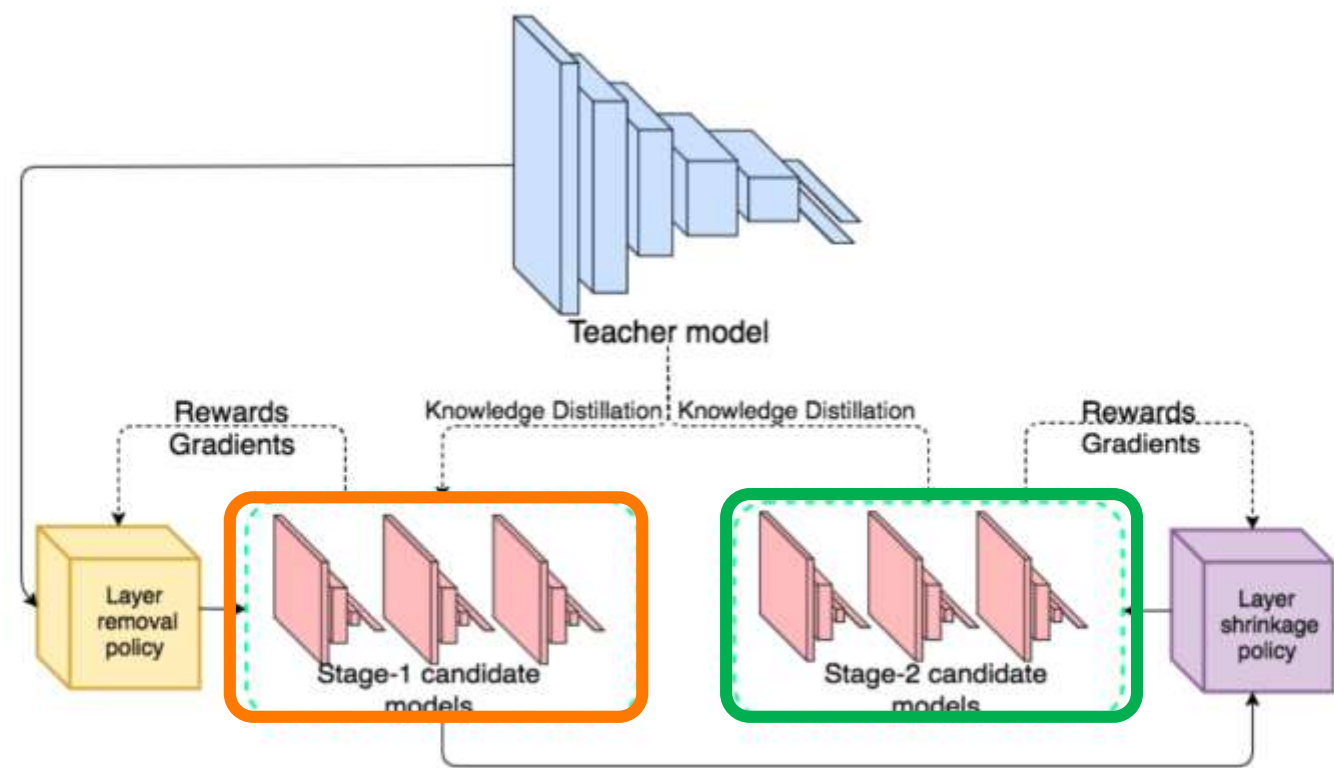 Teacher model
Rewards
Gradients
Knowledge Distillation
Knowledge Distillation
Rewards
Gradients
Layer
removal
policy
Stage-1 candidate
models
Stage-2 candidate
models
Layer
shrinkage
policy